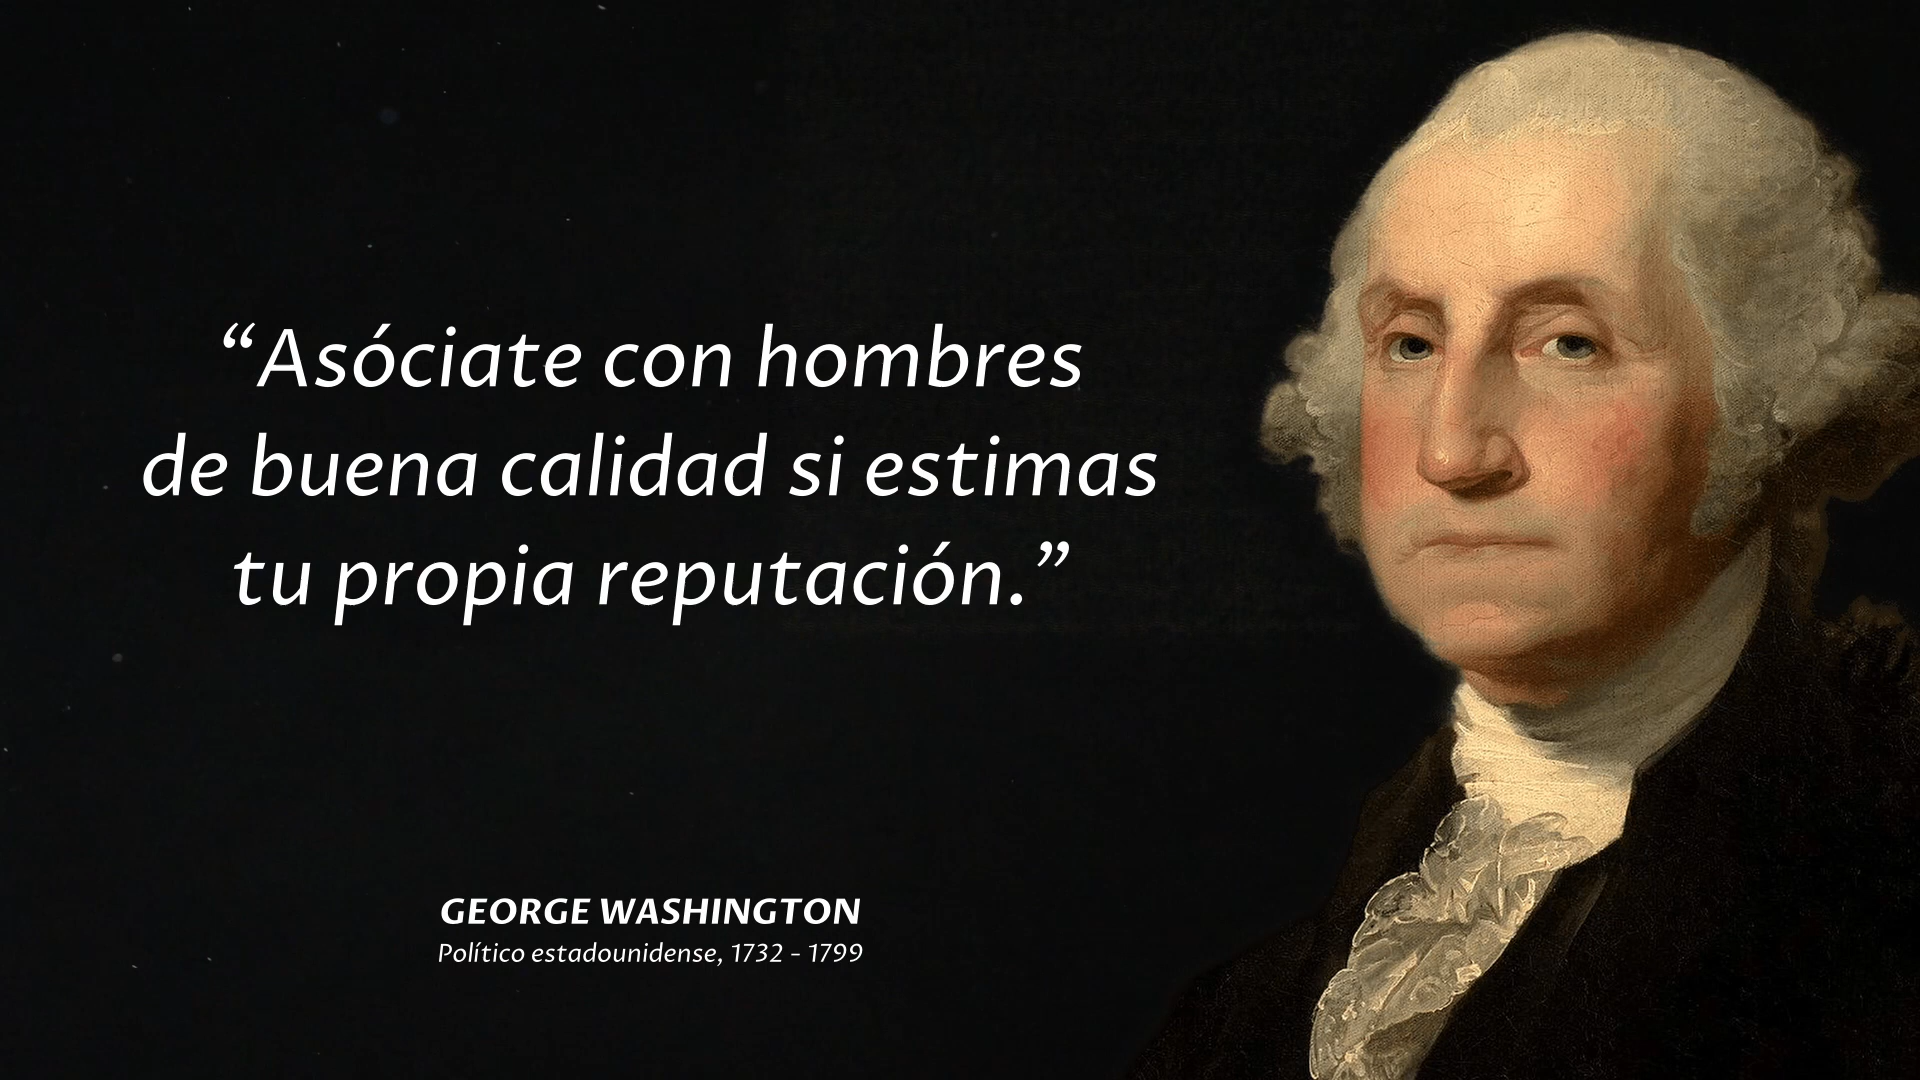 “Asóciate con hombres
de buena calidad si estimas
tu propia reputación.”
GEORGE WASHINGTON
Político estadounidense, 1732 - 1799